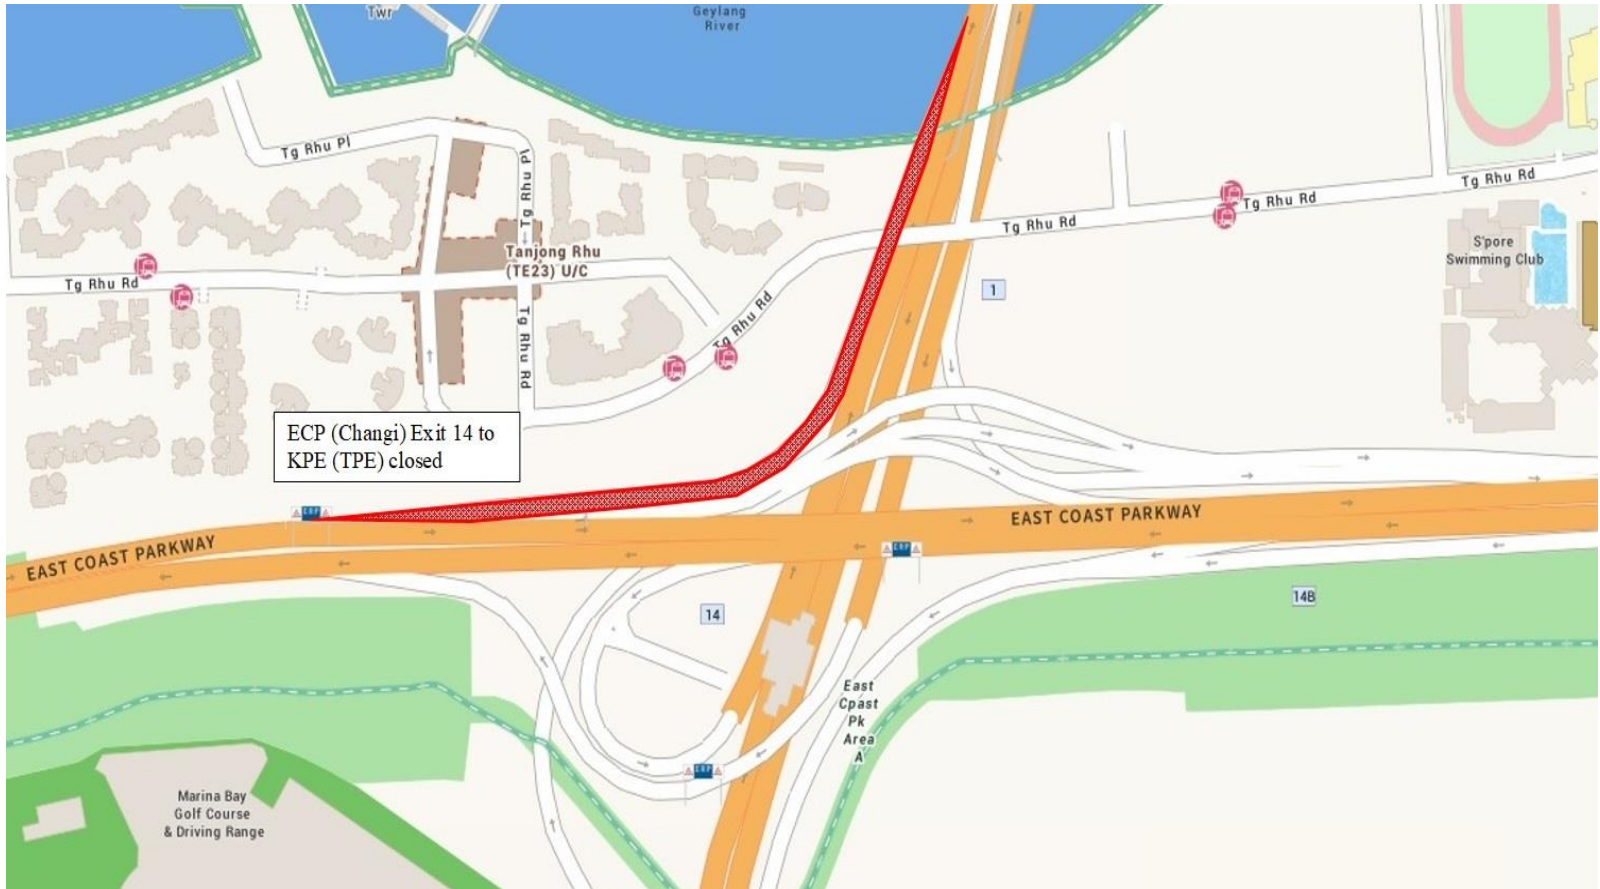 Twr
Geylang
River
Tg Rhu Pl
Tg Rhu Pl
Tg Rhu Rd
Tg Rhu Rd
Tg Rhu Rd
Tg Rhu Rd
S'pore
Swimming Club
Tanjong Rhu
(TE23) U/C
Tg Rhu Rd
1
Tg Rhu Rd
Tg Rhu Rd
ECP (Changi) Exit 14 to
KPE (TPE) closed
ERP
EAST COAST PARKWAY
EAST COAST PARKWAY
ERP
14
14B
East
Cpast
Pk
Area
A
ERP
Marina Bay
Golf Course
& Driving Range